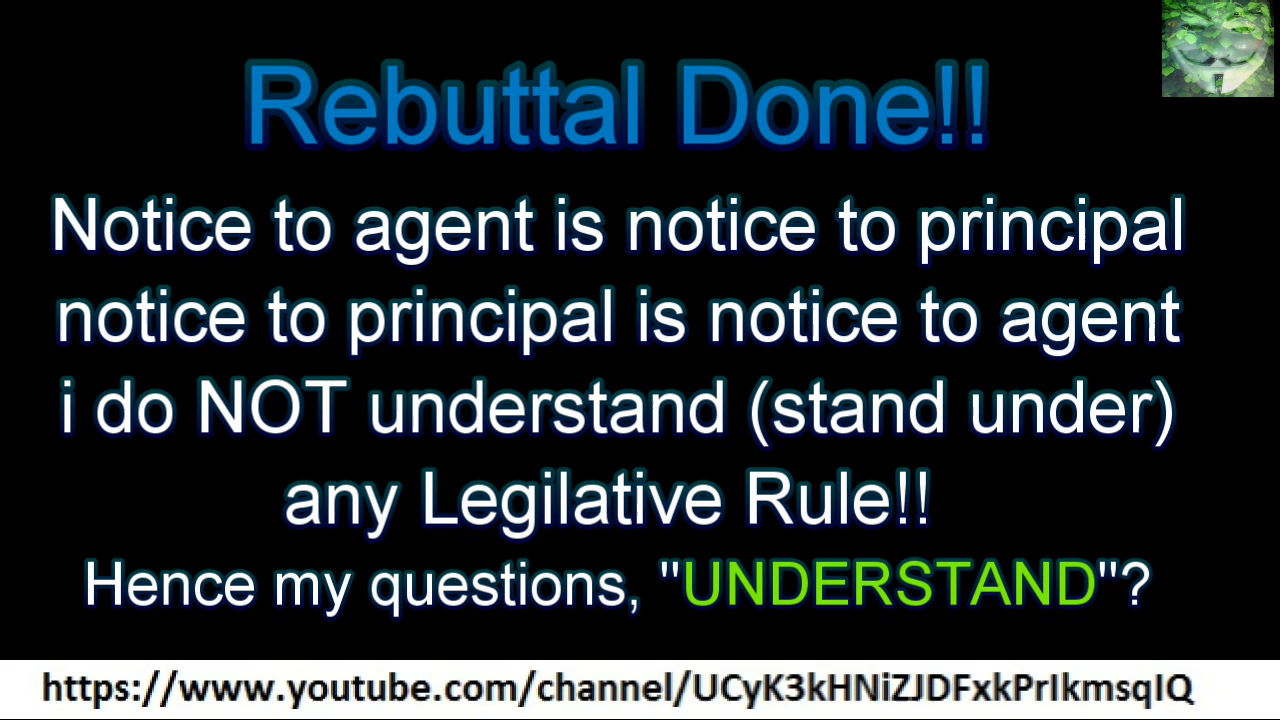 Rebuttal Done!!
Notice to agent is notice to principal
notice to principal is notice to agent
i do NOT understand (stand under)
any Legilative Rule!!
Hence my questions, "UNDERSTAND"?
https://www.youtube.com/channel/UCyK3kHNiZJDFxkPrIkmsqIQ